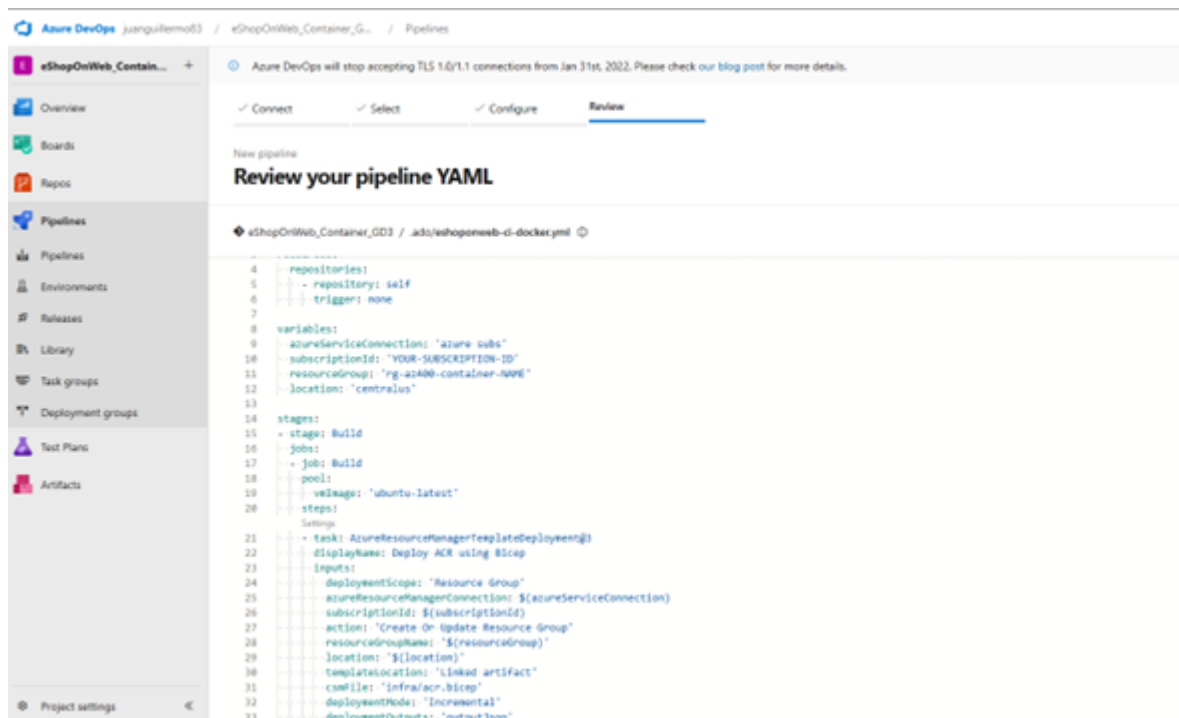 Azure DevOps juanguillermo83 / eShopOnWeb_Container_G... / Pipelines
eShopOnWeb_Contain... +
Azure DevOps will stop accepting TLS 1.0/1.1 connections from Jan 31st, 2022. Please check our blog post for more details.
Overview
Boards
Repos
Pipelines
Pipelines
Environments
Releases
Library
Task groups
Deployment groups
Test Plans
Artifacts
Project settings
Connect Select Configure Review
New pipeline
Review your pipeline YAML
eShopOnWeb_Container_GD3 / .ado/eshoponweb-ci-docker.yml
4 repositories:
5 - repository: self
6 trigger: none
7
8 variables:
9 azureServiceConnection: 'azure subs'
10 subscriptionId: 'YOUR-SUBSCRIPTION-ID'
11 resourceGroup: 'rg-az400-container-NAME'
12 location: 'centralus'
13
14 stages:
15 - stage: Build
16 jobs:
17 - job: Build
18 pool:
19 vmImage: 'ubuntu-latest'
20 steps:
Settings
21 - task: AzureResourceManagerTemplateDeployment@3
22 displayName: Deploy ACR using Bicep
23 inputs:
24 deploymentScope: 'Resource Group'
25 azureResourceManagerConnection: $(azureServiceConnection)
26 subscriptionId: $(subscriptionId)
27 action: 'Create Or Update Resource Group'
28 resourceGroupName: '$(resourceGroup)'
29 location: '$(location)'
30 templateLocation: 'Linked artifact'
31 csmFile: 'infra/acr.bicep'
32 deploymentMode: 'Incremental'
33 deploymentOutputs: 'outputJson'